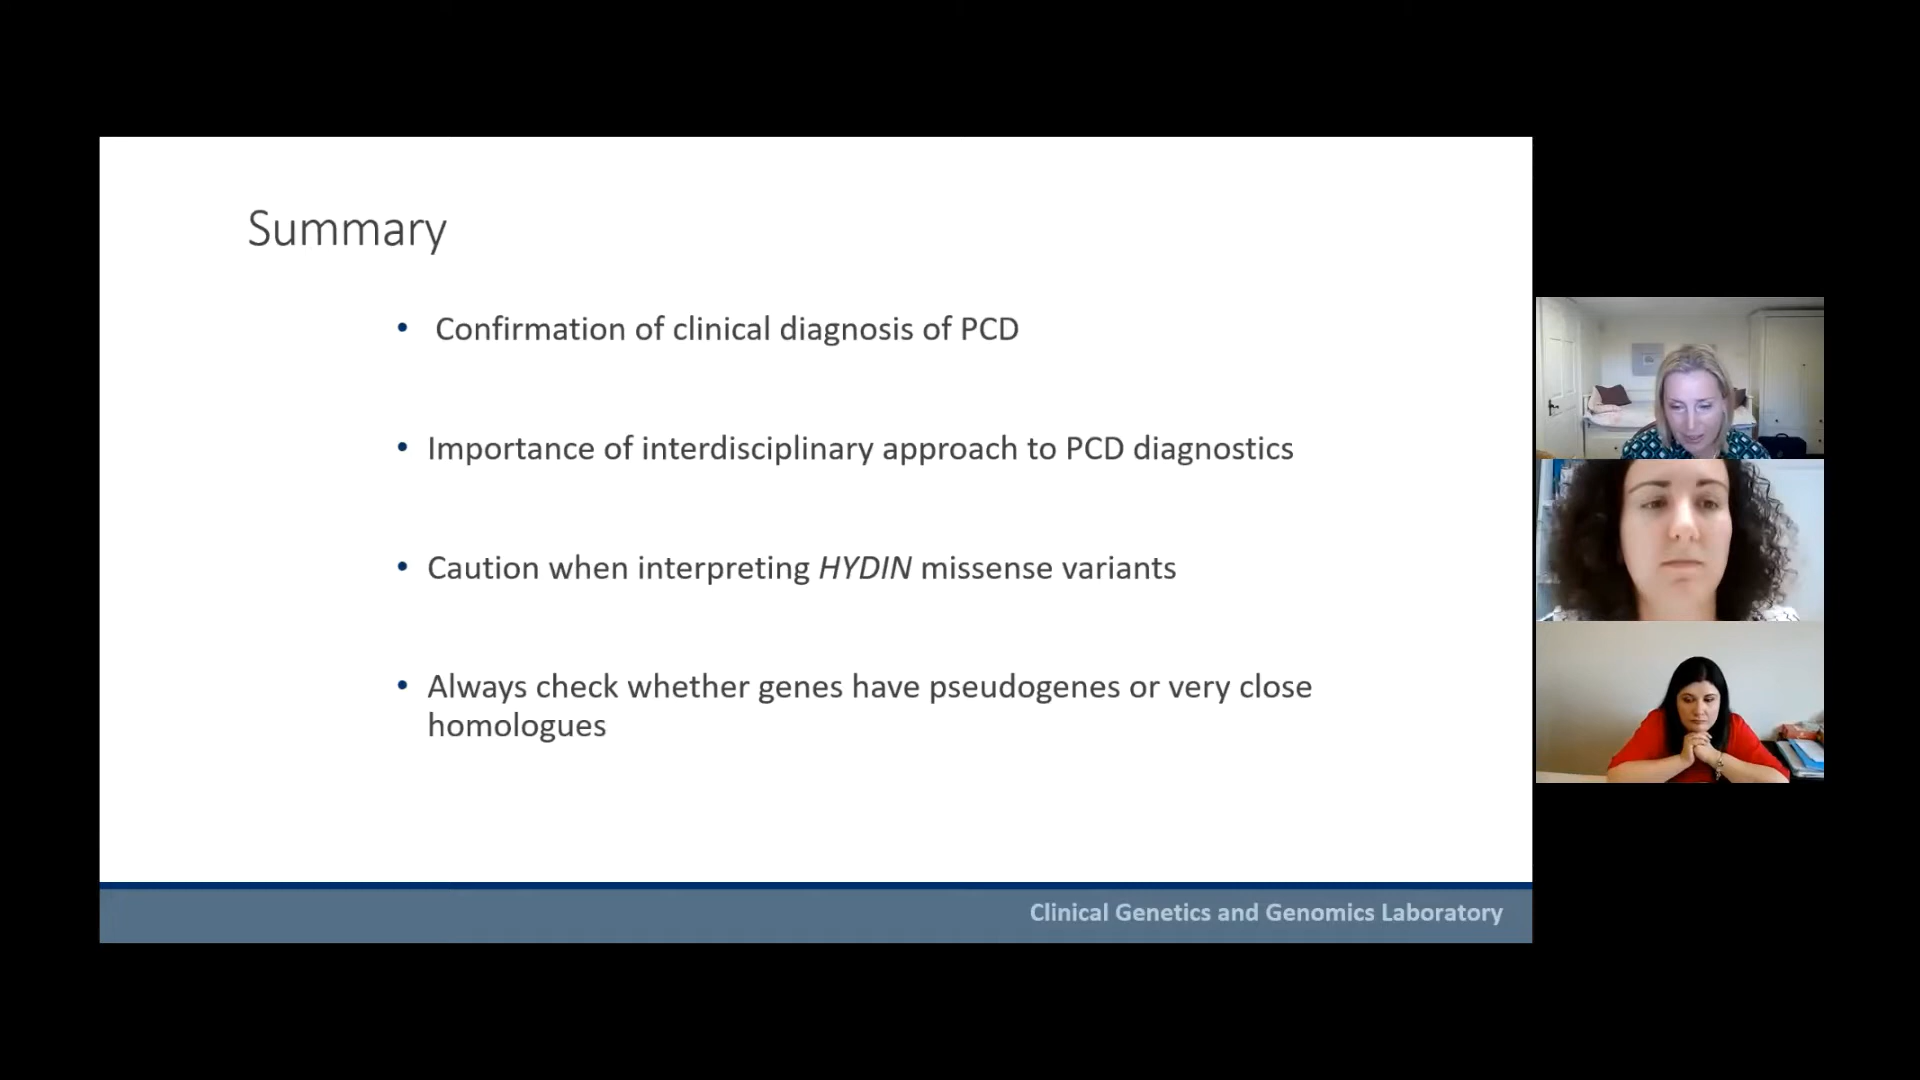 Summary
• Confirmation of clinical diagnosis of PCD
• Importance of interdisciplinary approach to PCD diagnostics
• Caution when interpreting HYDIN missense variants
• Always check whether genes have pseudogenes or very close
homologues
Clinical Genetics and Genomics Laboratory